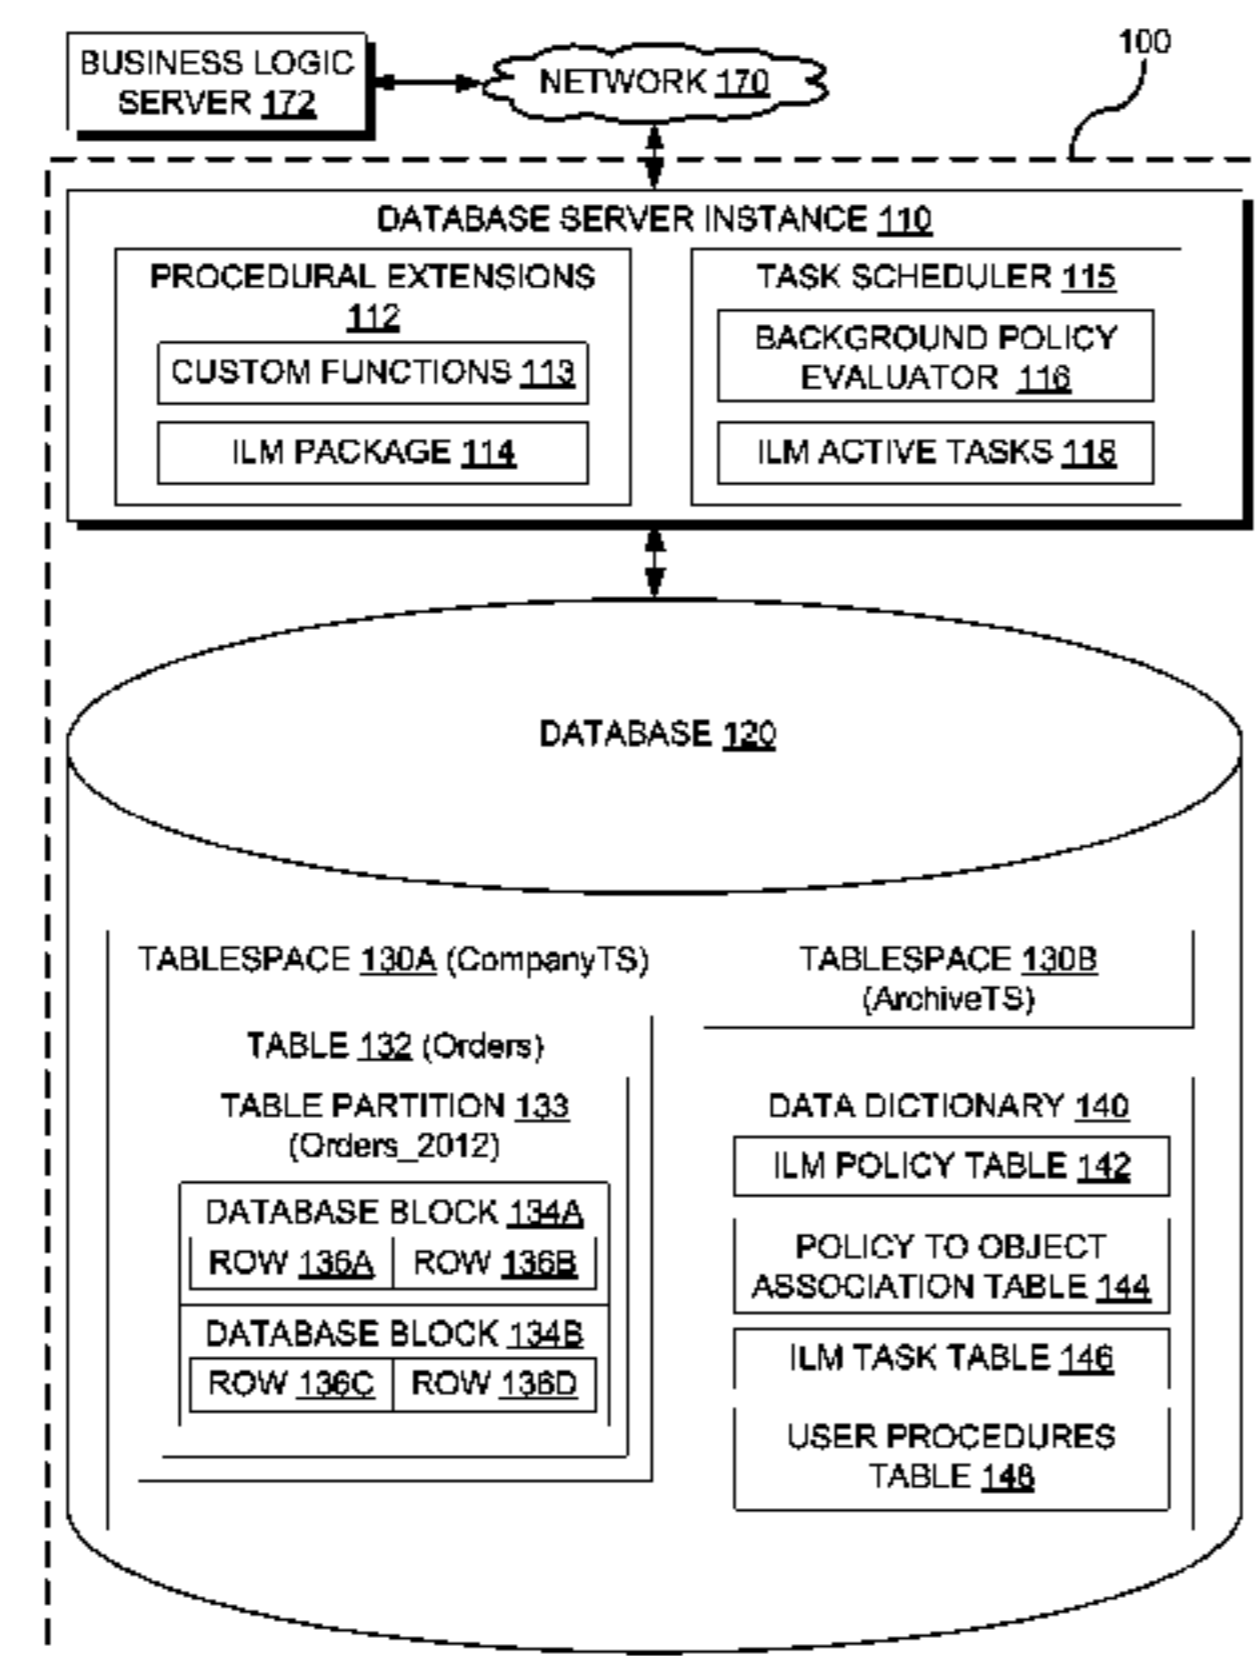 100
BUSINESS LOGIC
SERVER 172
NETWORK 170
DATABASE SERVER INSTANCE 110
PROCEDURAL EXTENSIONS
112
CUSTOM FUNCTIONS 113
ILM PACKAGE 114
TASK SCHEDULER 115
BACKGROUND POLICY
EVALUATOR 116
ILM ACTIVE TASKS 118
DATABASE 120
TABLESPACE 130A (CompanyTS)
TABLE 132 (Orders)
TABLE PARTITION 133
(Orders_2012)
DATABASE BLOCK 134A
ROW 136A ROW 136B
DATABASE BLOCK 134B
ROW 136C ROW 136D
TABLESPACE 130B
(ArchiveTS)
DATA DICTIONARY 140
ILM POLICY TABLE 142
POLICY TO OBJECT
ASSOCIATION TABLE 144
ILM TASK TABLE 146
USER PROCEDURES
TABLE 148